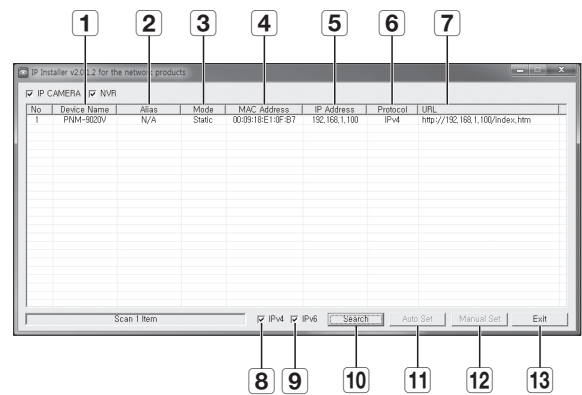 1 2 3 4 5 6 7
IP Installer v2.0.1.2 for the network products
IP CAMERA NVR
No Device Name Alias Mode MAC Address IP Address Protocol URL
1 PNM-9020V N/A Static 00:09:18:E1:0F:B7 192,168,1,100 IPv4 http://192,168,1,100/index,htm
Scan 1 Item IPv4 IPv6 Search Auto Set Manual Set Exit
8 9 10 11 12 13